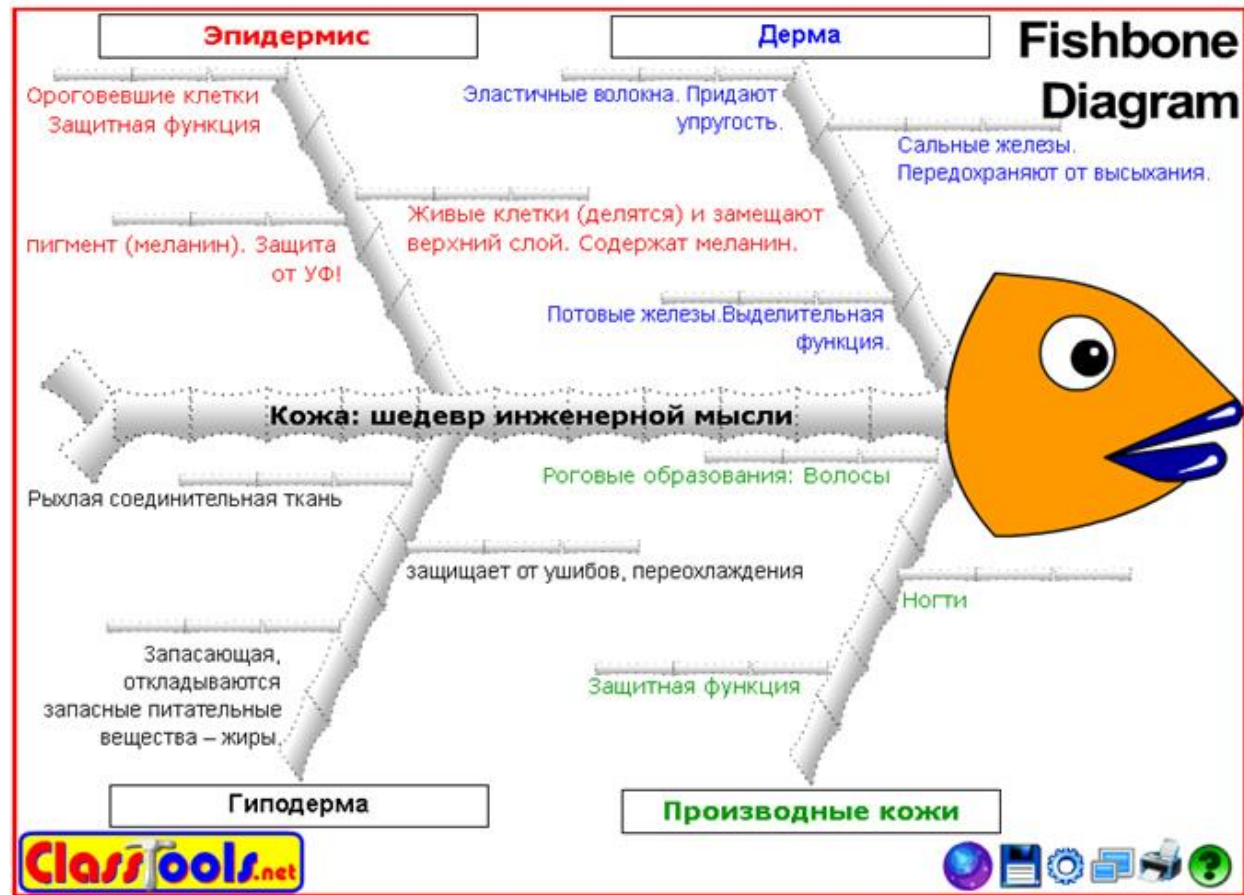 Эпидермис
Дерма
Fishbone
Diagram
Ороговевшие клетки
Защитная функция
Эластичные волокна. Придают
упругость.
Сальные железы.
Передохраняют от высыхания.
Живые клетки (делятся) и замещают
верхний слой. Содержат меланин.
пигмент (меланин). Защита
от УФ!
Потовые железы.Выделительная
функция.
Кожа: шедевр инженерной мысли
Роговые образования: Волосы
Рыхлая соединительная ткань
защищает от ушибов, переохлаждения
Ногти
Запасающая,
откладываются
запасные питательные
вещества – жиры.
Защитная функция
Гиподерма
Производные кожи
ClassTools.net
?